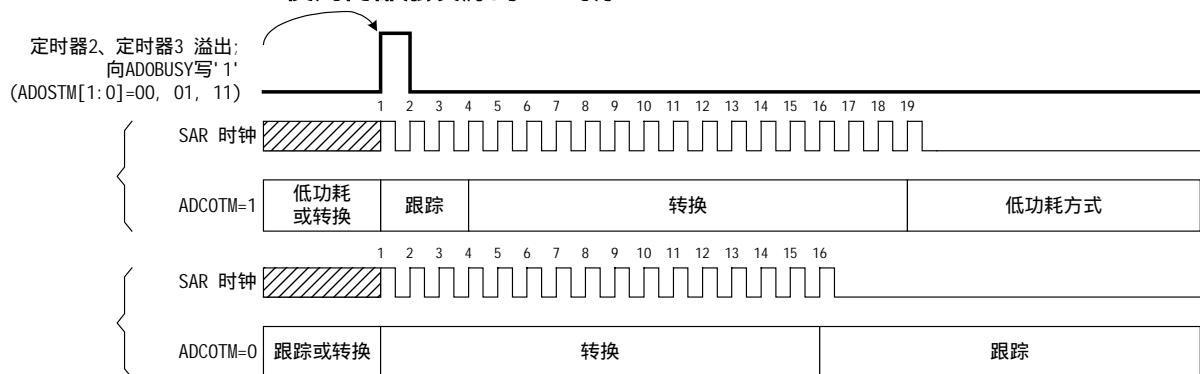 定时器2、定时器3 溢出;
向ADOBUSY写'1'
(ADOSTM[1:0]=00, 01, 11)
1 2 3 4 5 6 7 8 9 10 11 12 13 14 15 16 17 18 19
SAR 时钟
ADCOTM=1
低功耗
或转换
跟踪
转换
低功耗方式
1 2 3 4 5 6 7 8 9 10 11 12 13 14 15 16
SAR 时钟
ADCOTM=0
跟踪或转换
转换
跟踪